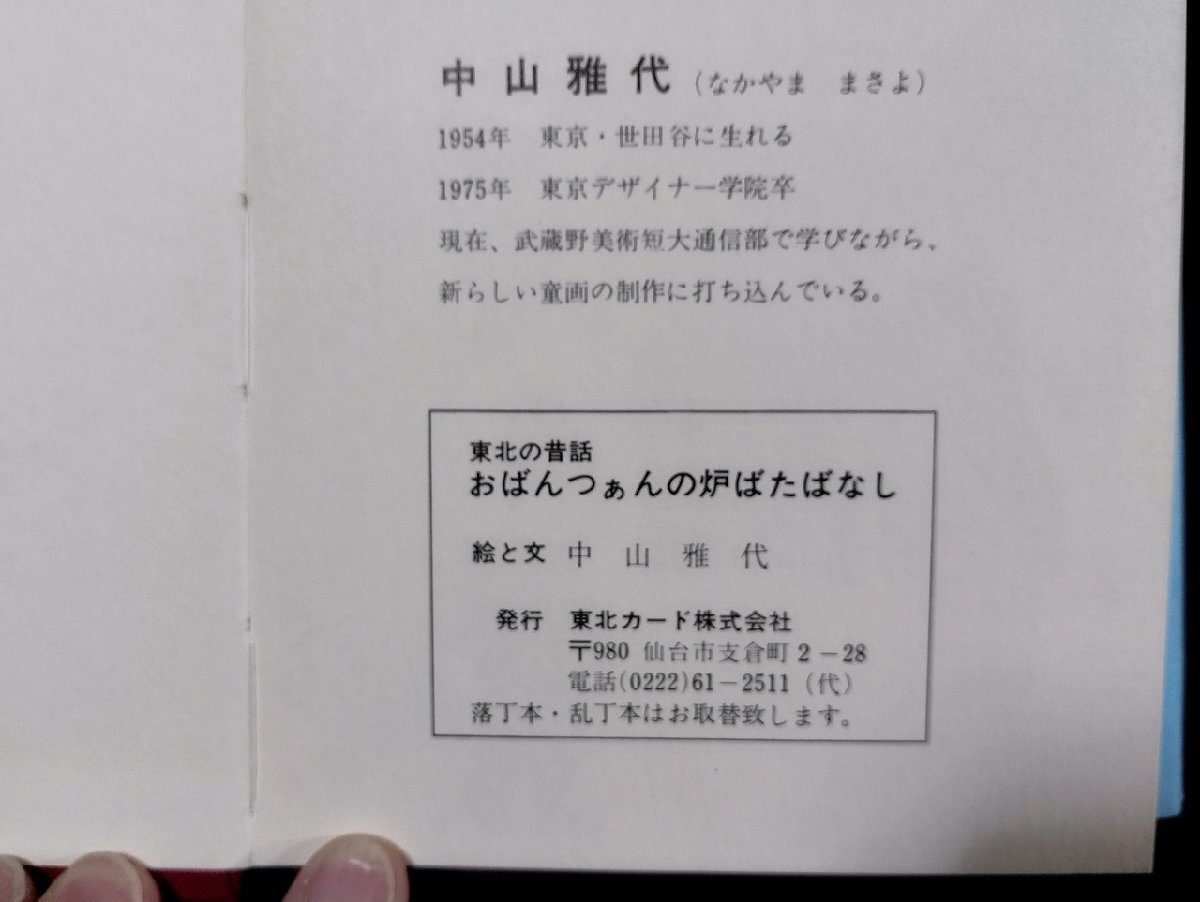 中山雅代（なかやま　まさよ）
1954年　東京・世田谷に生れる
1975年　東京デザイナー学院卒
現在、武蔵野美術短大通信部で学びながら、
新らしい童画の制作に打ち込んでいる。
東北の昔話
おばんつぁんの炉ばたばなし
絵と文　中　山　雅　代
発行　東北カード株式会社
〒980 仙台市支倉町2－28
電話(0222)61－2511（代）
落丁本・乱丁本はお取替致します。